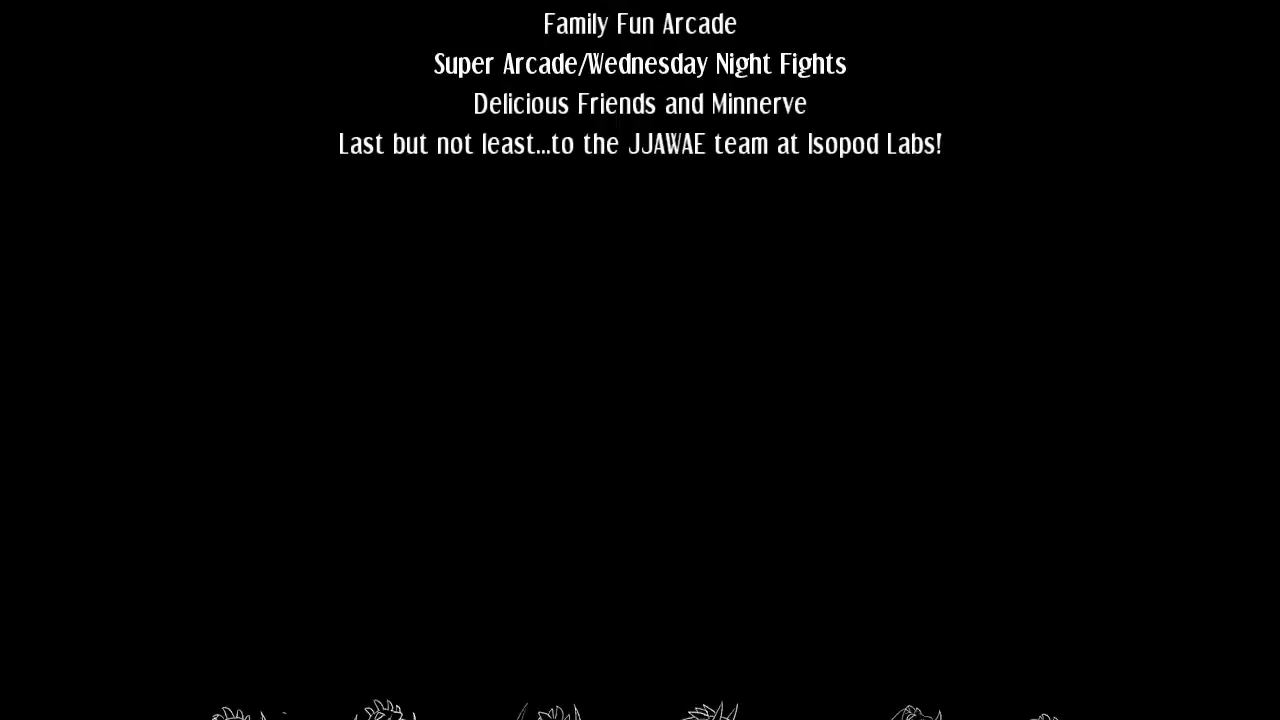 Family Fun Arcade
Super Arcade/Wednesday Night Fights
Delicious Friends and Minnerve
Last but not least...to the JJAWAE team at Isopod Labs!